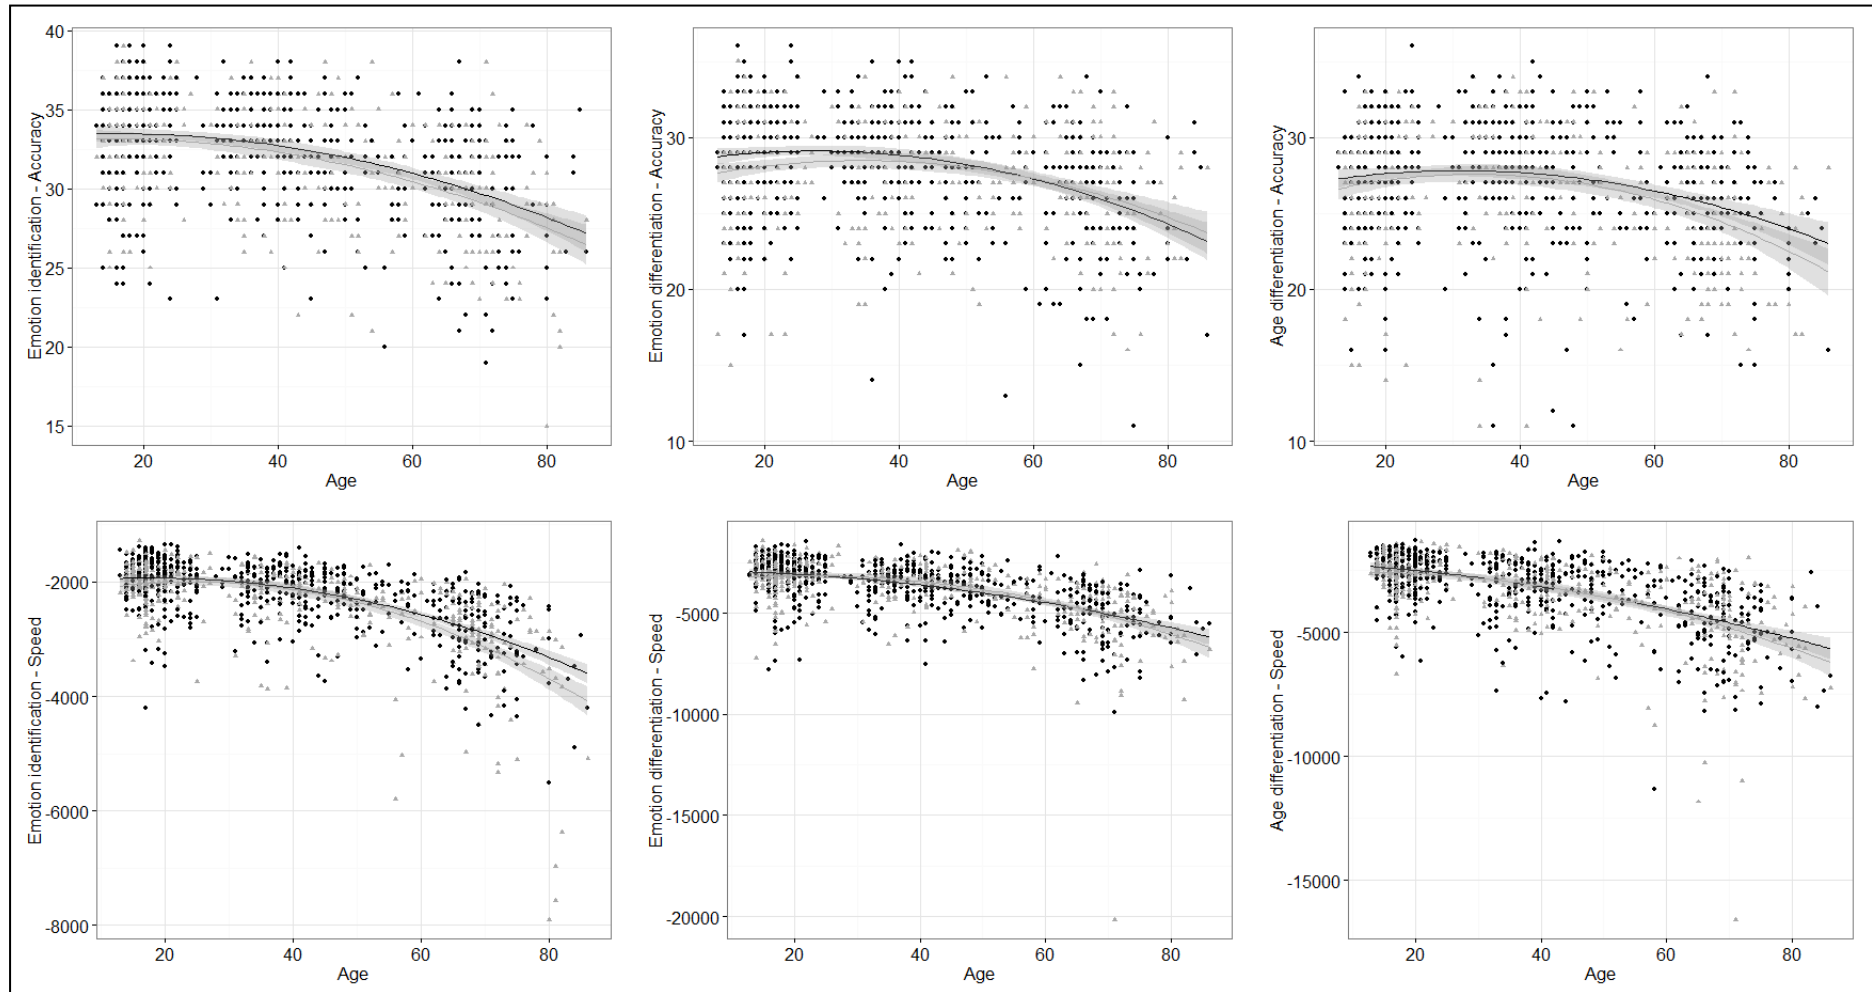 Emotion identification - Accuracy
40
35
30
25
20
15
20 40 60 80
Age
Emotion differentiation - Accuracy
30
20
10
20 40 60 80
Age
Age differentiation - Accuracy
30
20
10
20 40 60 80
Age
Emotion identification - Speed
-2000
-4000
-6000
-8000
20 40 60 80
Age
Emotion differentiation - Speed
-5000
-10000
-15000
-20000
20 40 60 80
Age
Age differentiation - Speed
-5000
-10000
-15000
20 40 60 80
Age